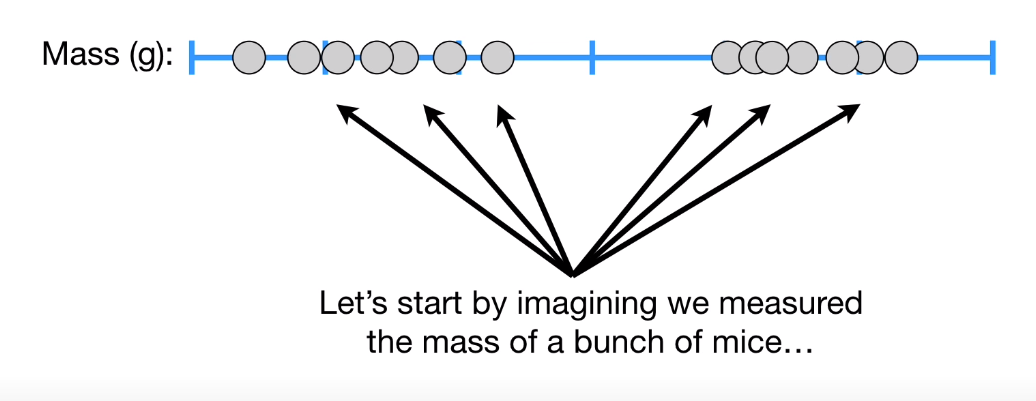 Mass (g):
Let’s start by imagining we measured
the mass of a bunch of mice…